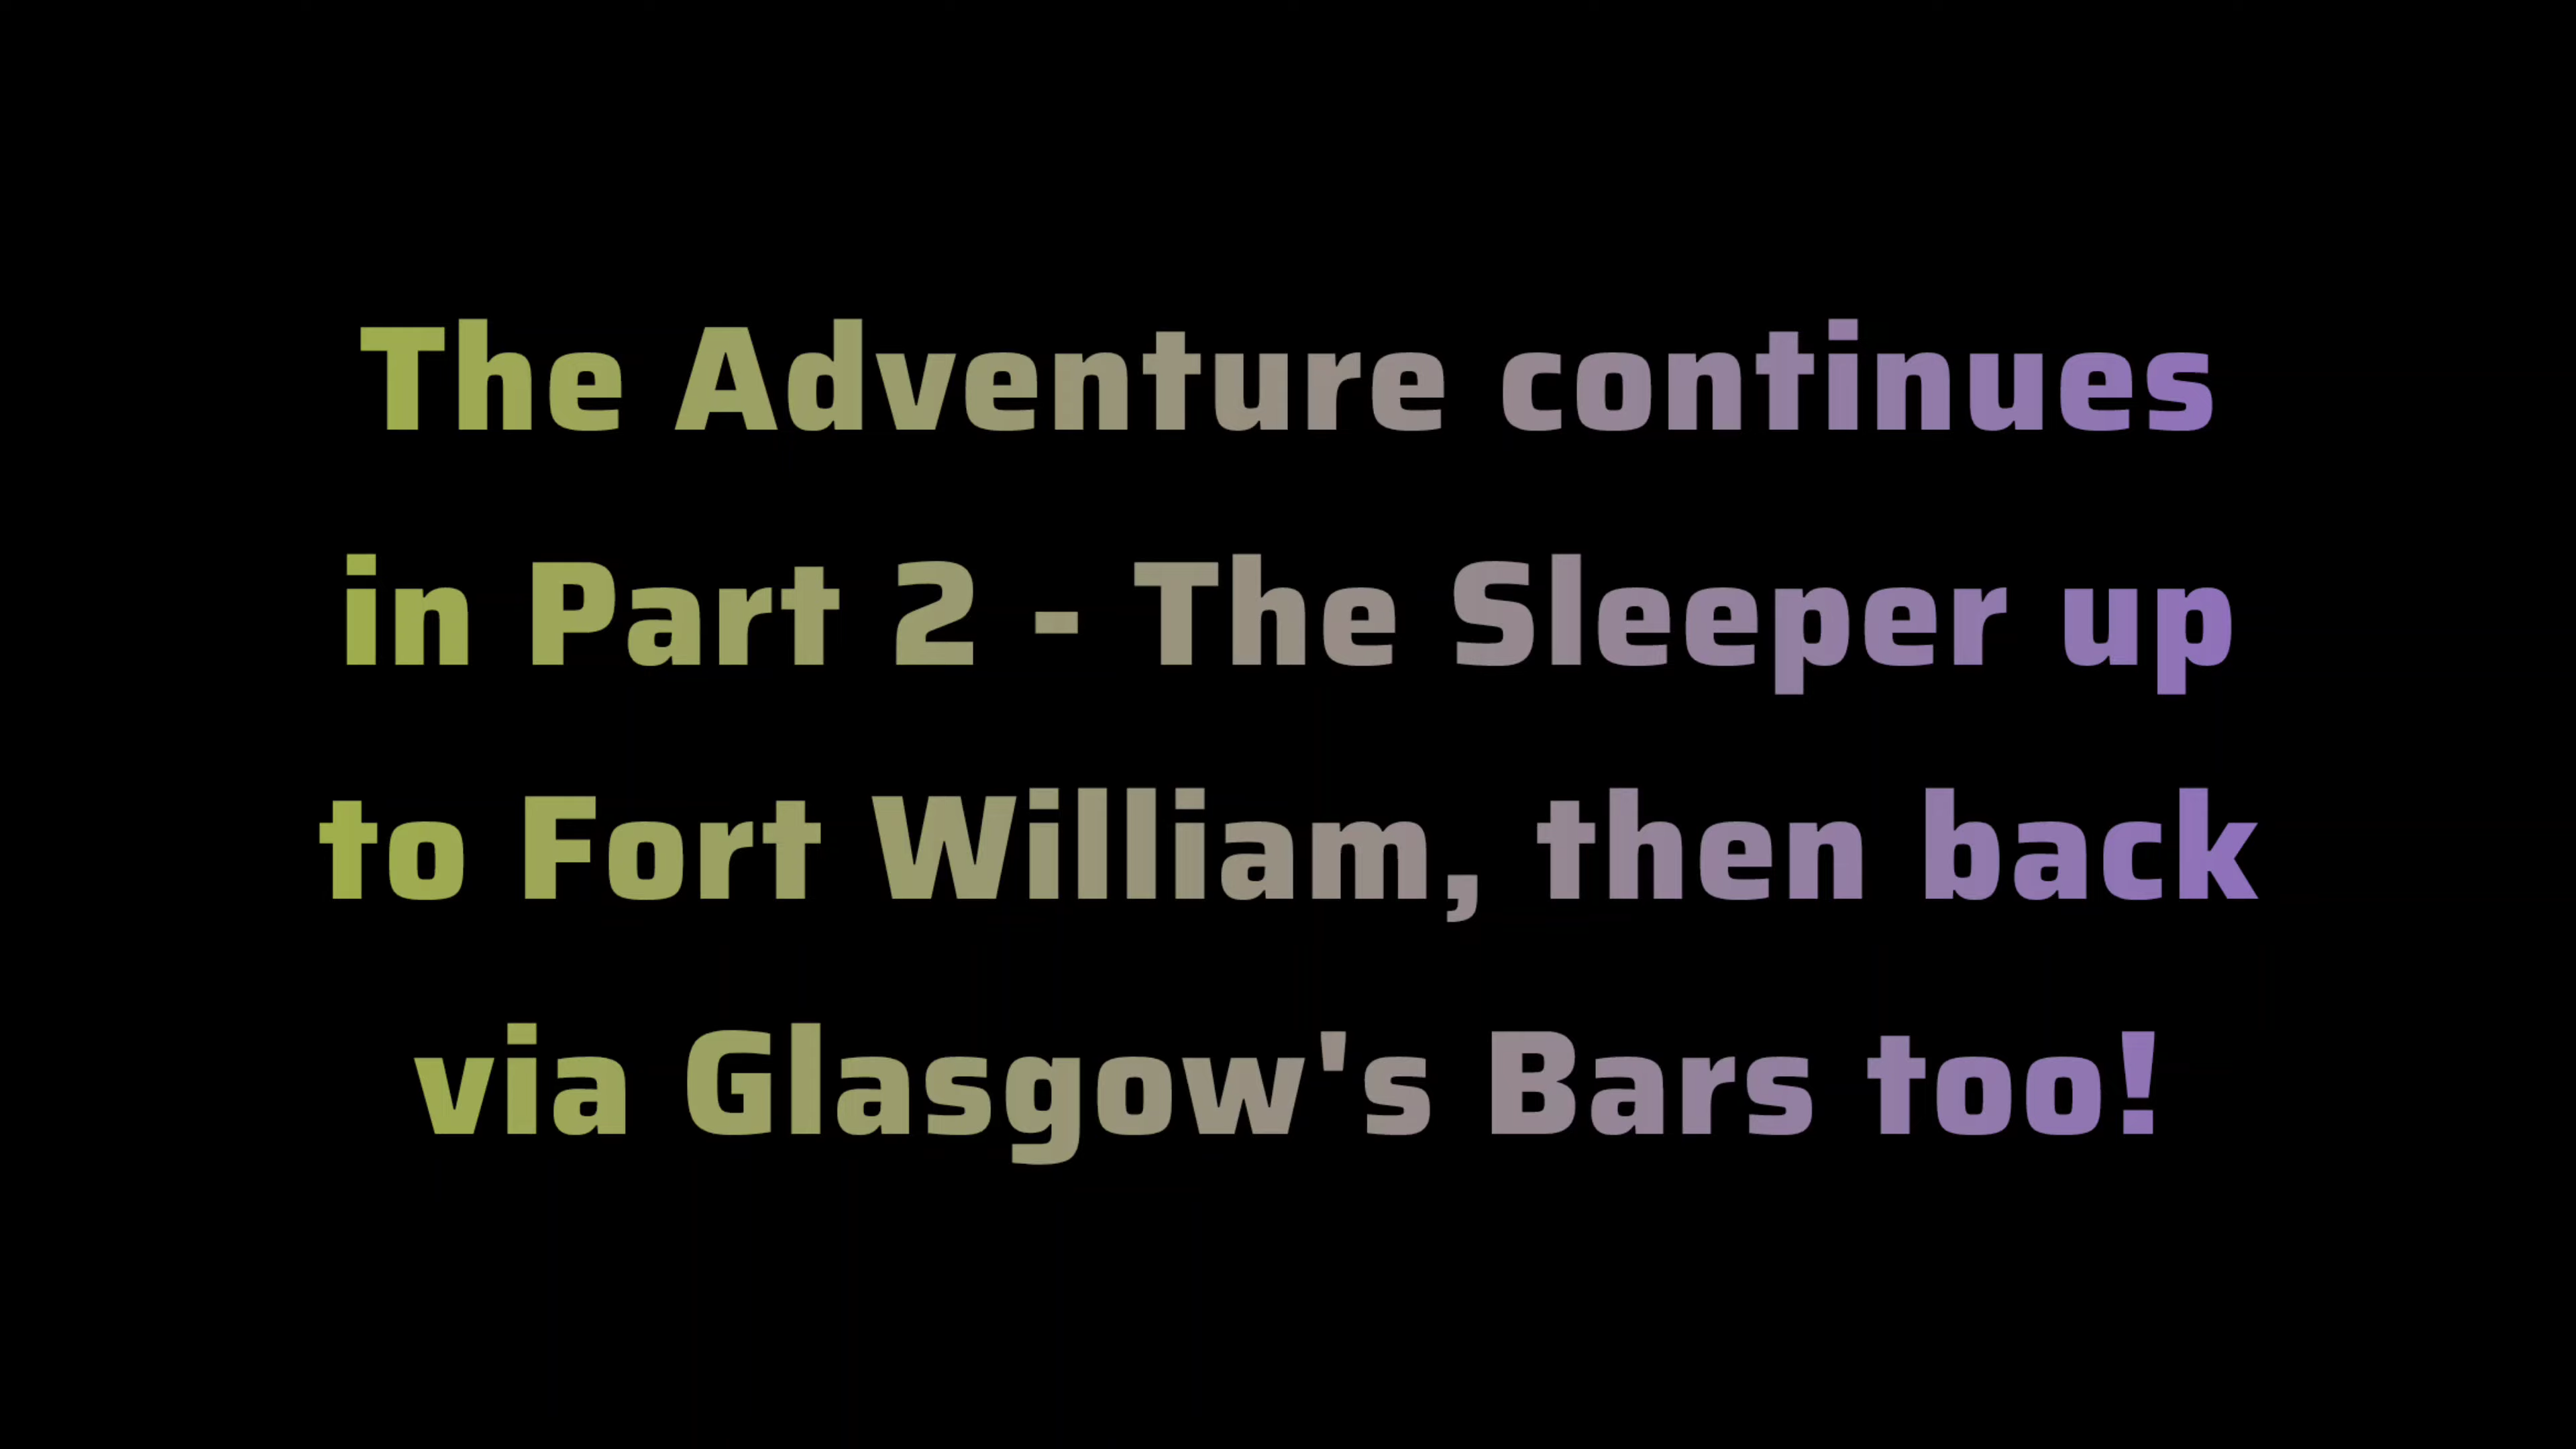 The Adventure continues
in Part 2 - The Sleeper up
to Fort William, then back
via Glasgow's Bars too!